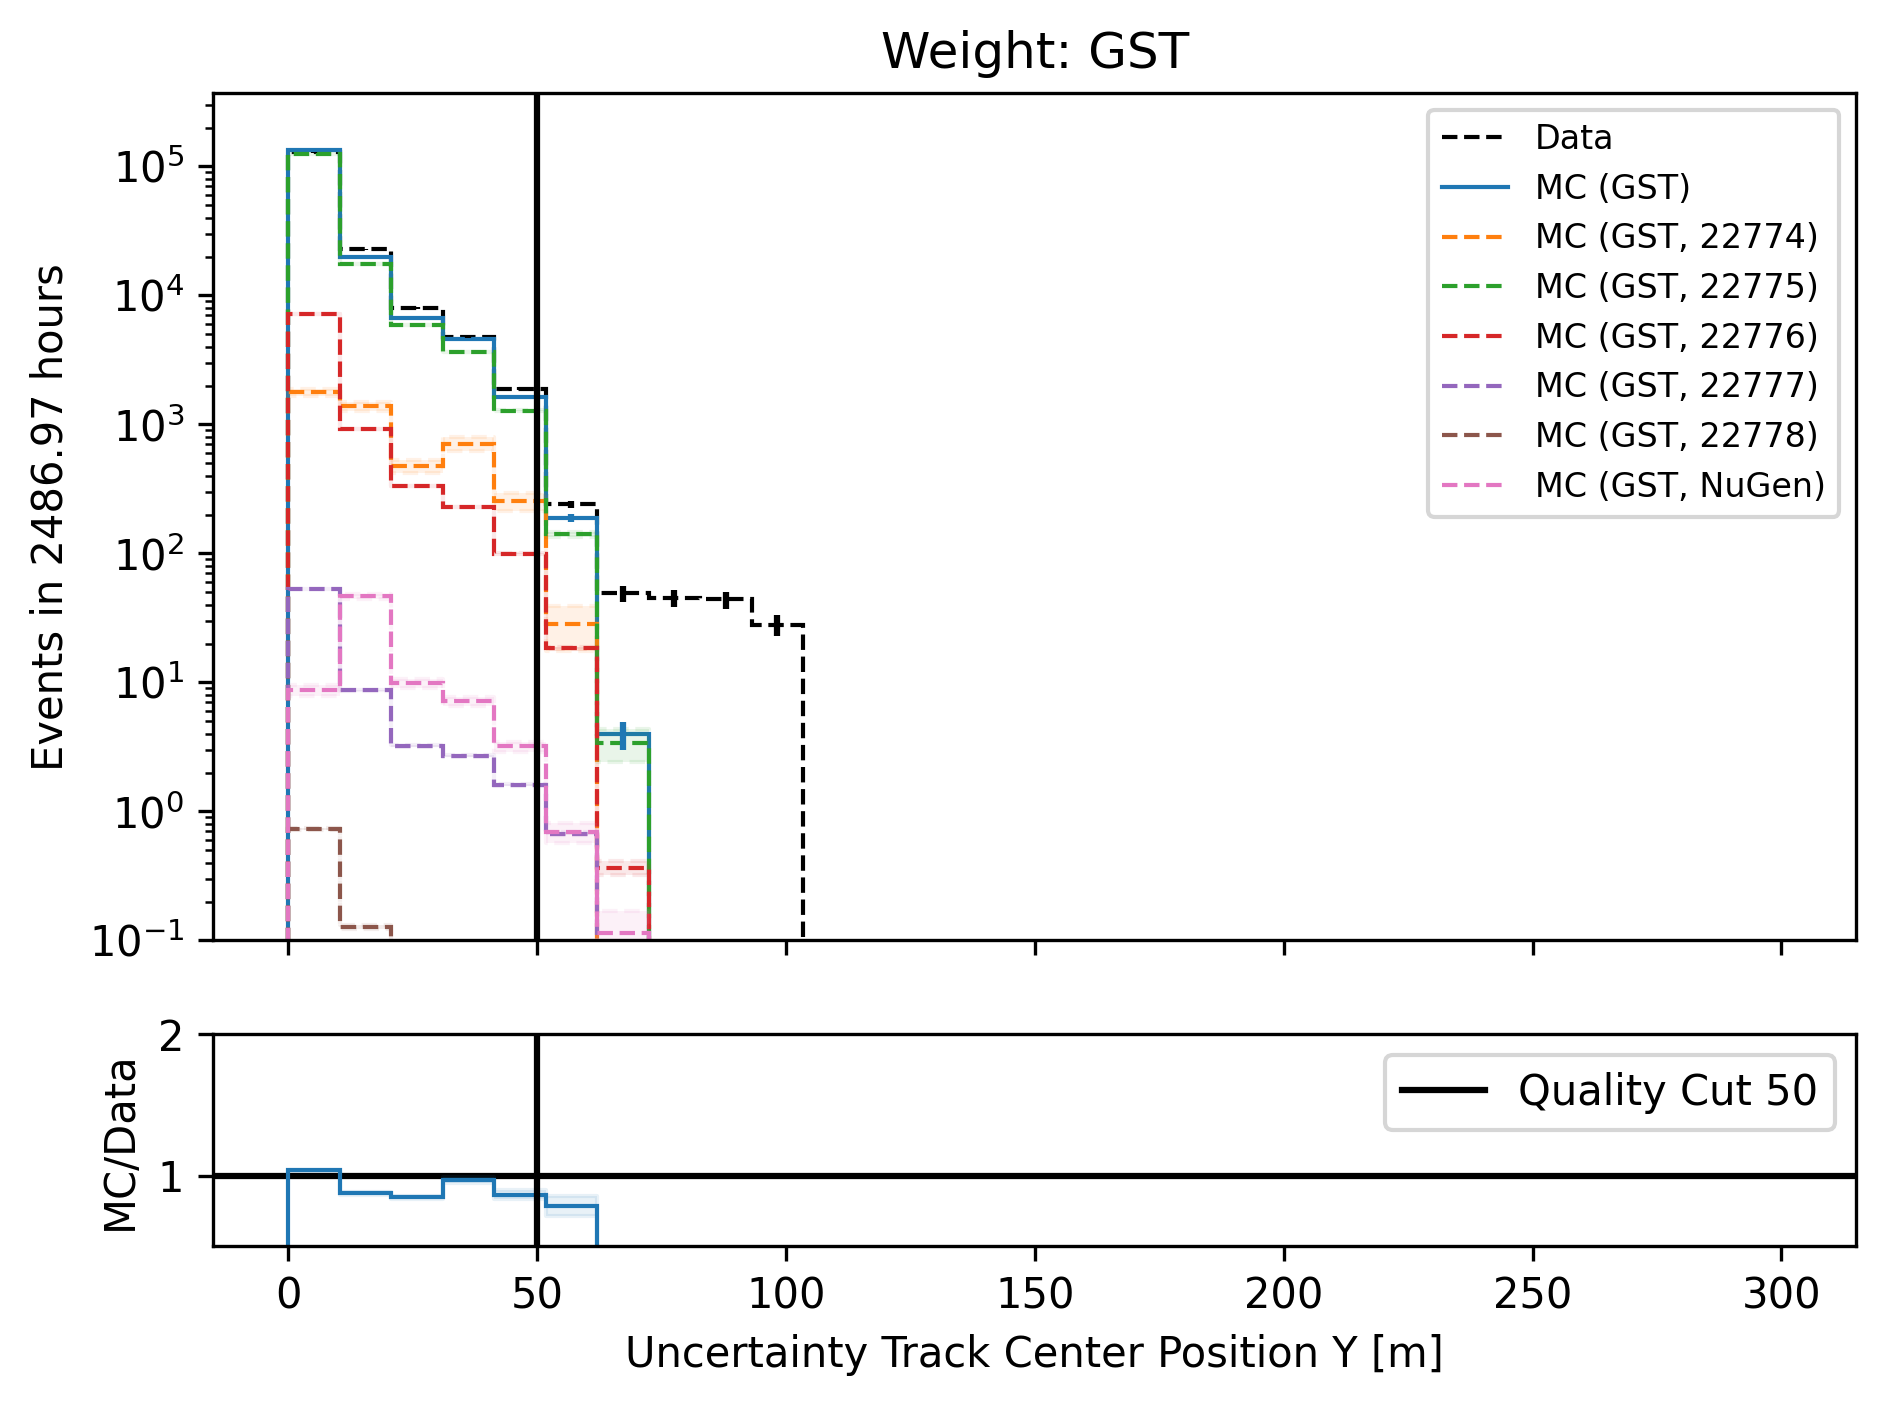 Weight: GST
Events in 2486.97 hours
10^5
10^4
10^3
10^2
10^1
10^0
10^−1
Data
MC (GST)
MC (GST, 22774)
MC (GST, 22775)
MC (GST, 22776)
MC (GST, 22777)
MC (GST, 22778)
MC (GST, NuGen)
MC/Data
2
1
Quality Cut 50
0 50 100 150 200 250 300
Uncertainty Track Center Position Y [m]